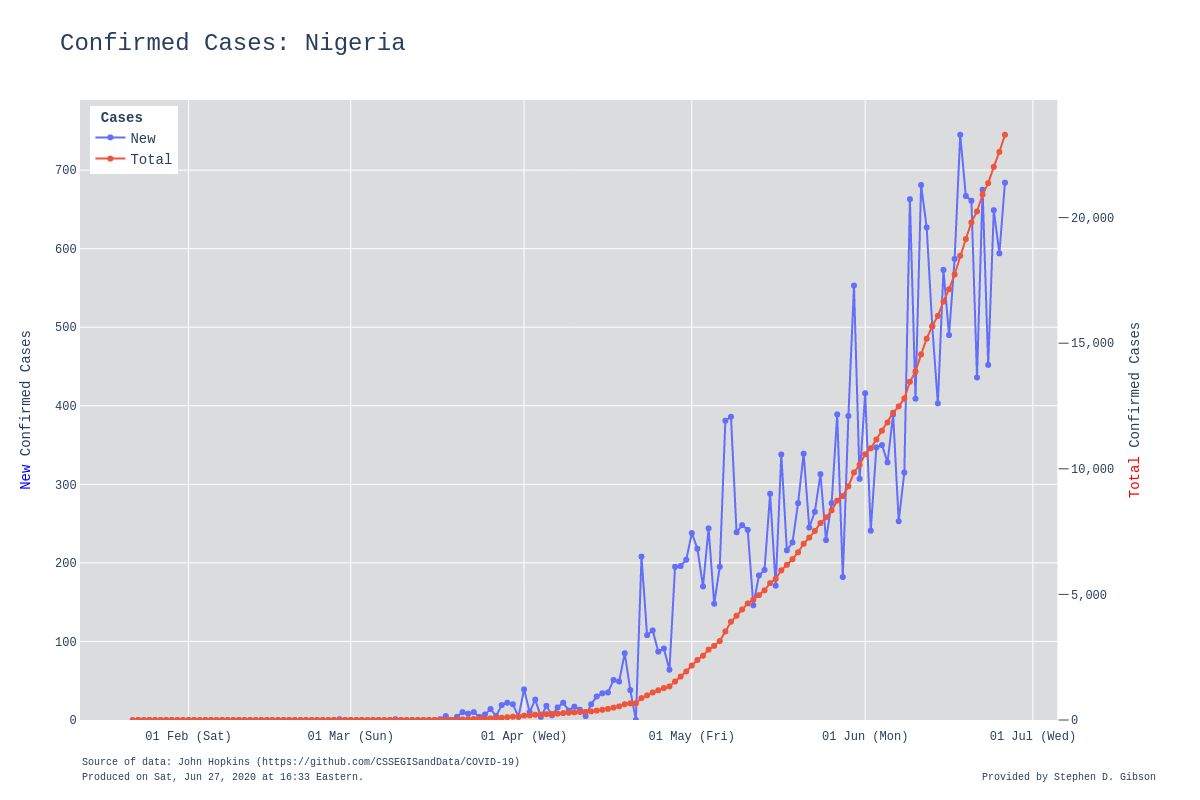 Confirmed Cases: Nigeria
Cases
New
Total
700
600
500
400
300
200
100
0
20,000
15,000
10,000
5,000
0
New Confirmed Cases
Total Confirmed Cases
01 Feb (Sat)
01 Mar (Sun)
01 Apr (Wed)
01 May (Fri)
01 Jun (Mon)
01 Jul (Wed)
Source of data: John Hopkins (https://github.com/CSSEGISandData/COVID-19)
Produced on Sat, Jun 27, 2020 at 16:33 Eastern.
Provided by Stephen D. Gibson